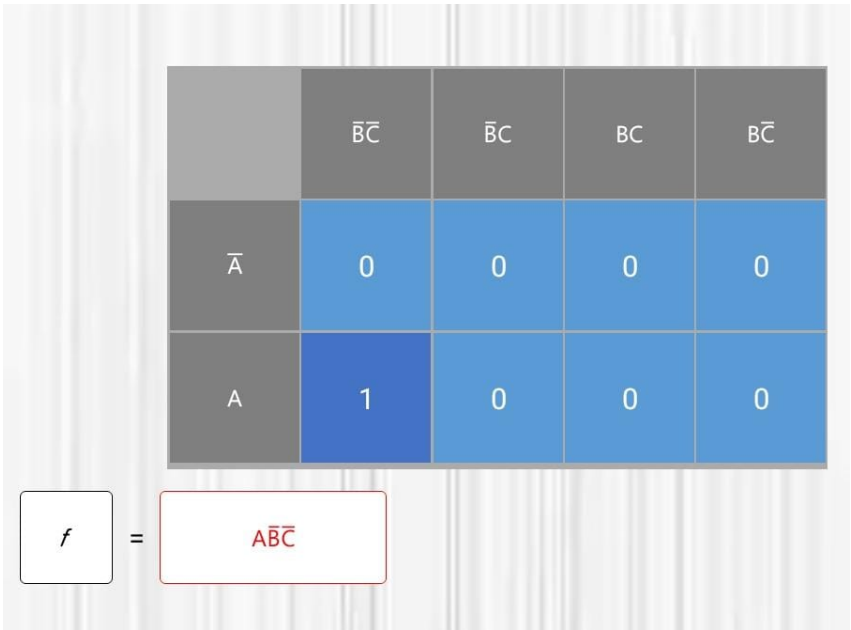 B̅C̅ B̅C BC BC̅
A̅ 0 0 0 0
A 1 0 0 0
f = AB̅C̅